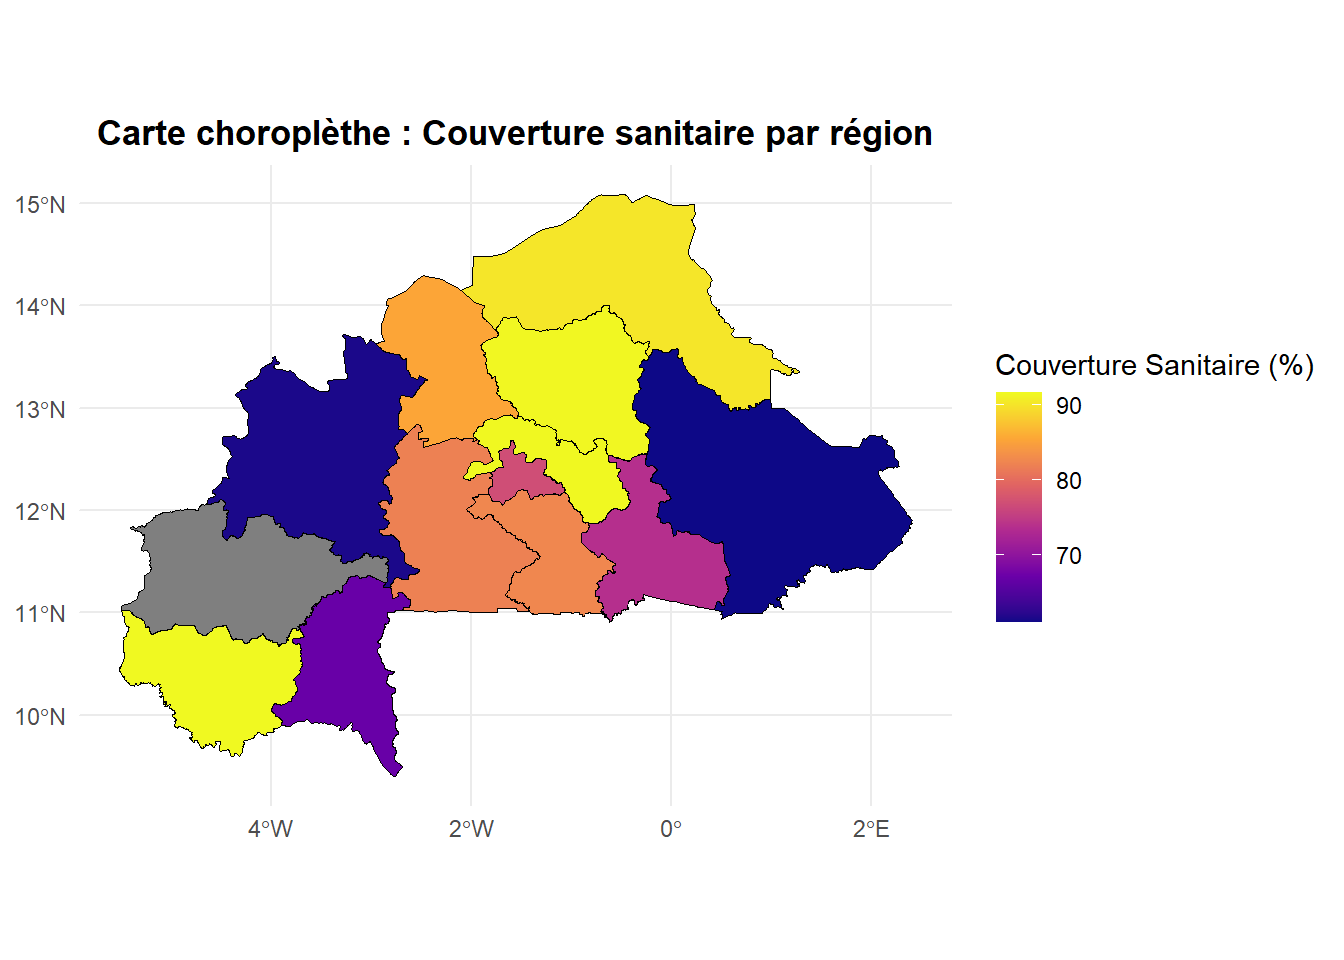 Carte choroplèthe : Couverture sanitaire par région
15°N
14°N
13°N
12°N
11°N
10°N
4°W
2°W
0°
2°E
Couverture Sanitaire (%)
90
80
70